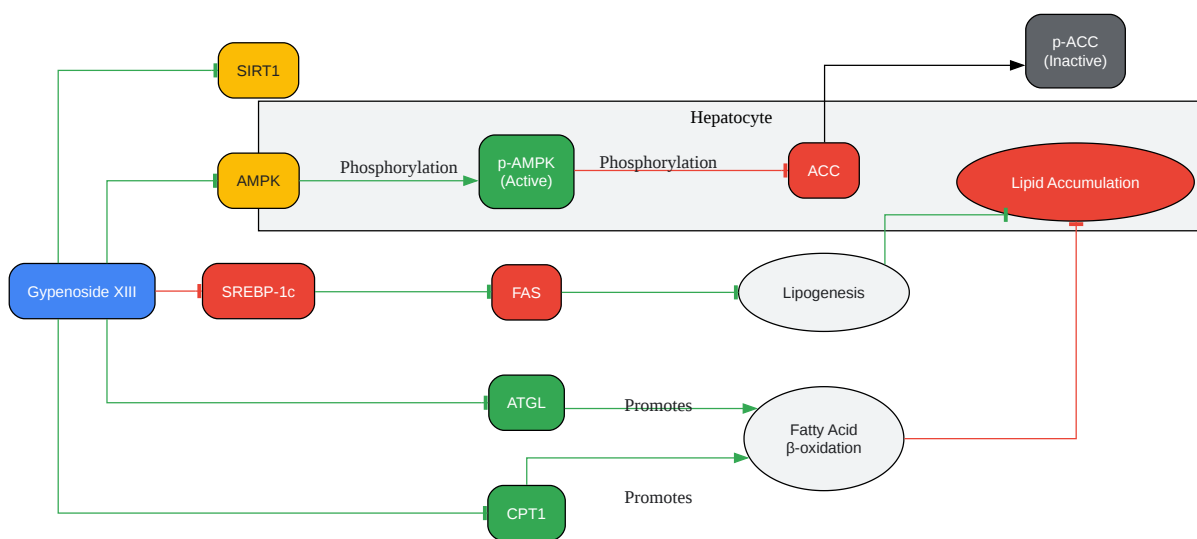 p-ACC
(Inactive)
SIRT1
Hepatocyte
AMPK
Phosphorylation
p-AMPK
(Active)
Phosphorylation
ACC
Lipid Accumulation
Gypenoside XIII
SREBP-1c
FAS
Lipogenesis
ATGL
Promotes
Fatty Acid
β-oxidation
CPT1
Promotes